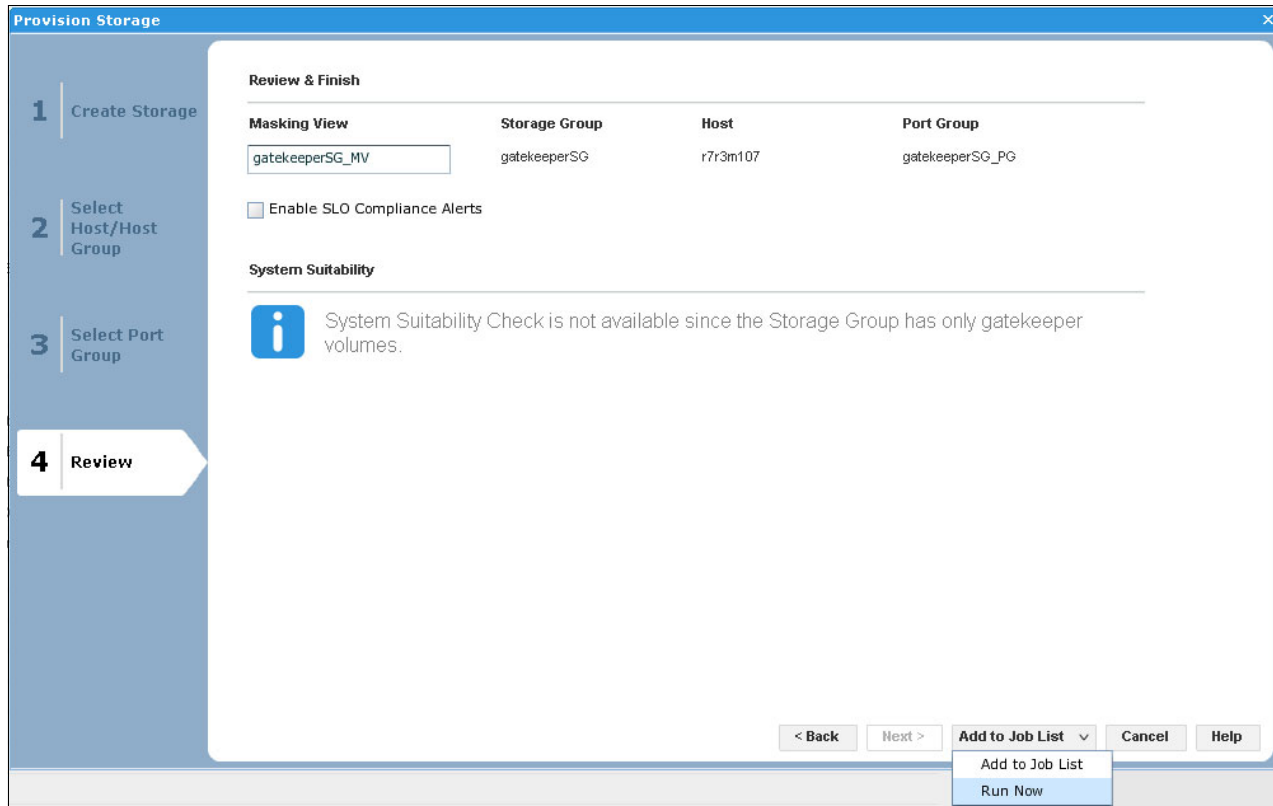 Provision Storage
×
1 Create Storage
2 Select
Host/Host
Group
3 Select Port
Group
4 Review
Review & Finish
Masking View Storage Group Host Port Group
gatekeeperSG_MV gatekeeperSG r7r3m107 gatekeeperSG_PG
Enable SLO Compliance Alerts
System Suitability
i
System Suitability Check is not available since the Storage Group has only gatekeeper
volumes.
< Back Next > Add to Job List Cancel Help
Add to Job List
Run Now